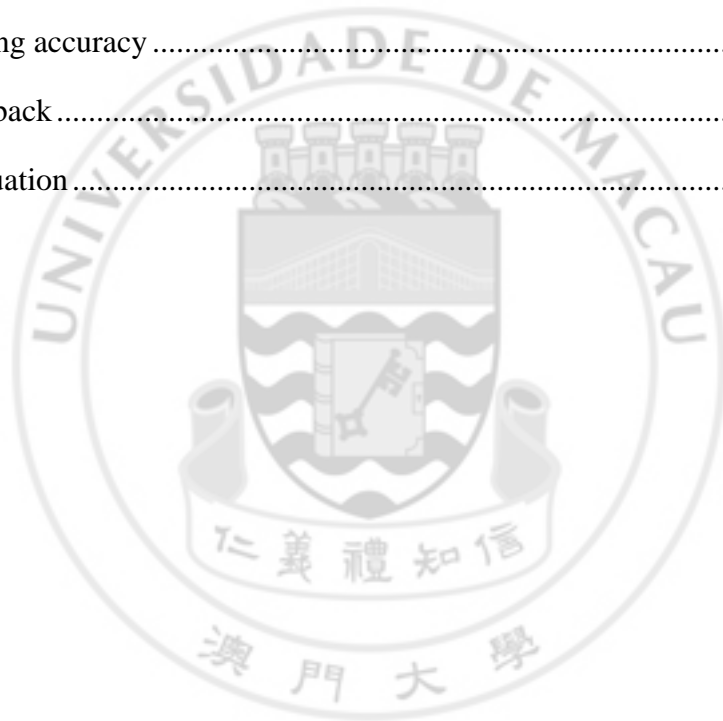 ng accuracy ........................................................................
back ........................................................................
uation ........................................................................
UNIVERSIDADE DE MACAU
仁義禮知信
澳門大學